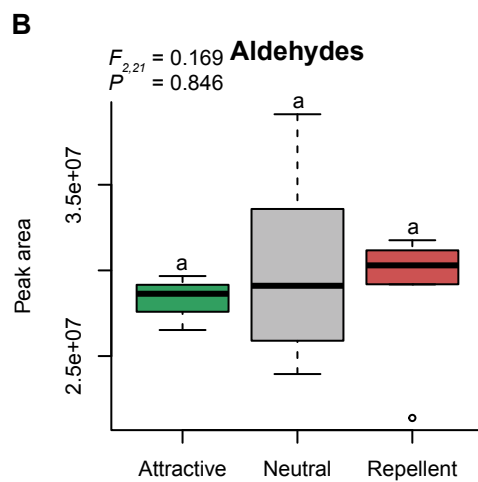 B
Aldehydes
F2,21 = 0.169
P = 0.846
a
a
a
Peak area
3.5e+07
2.5e+07
Attractive Neutral Repellent